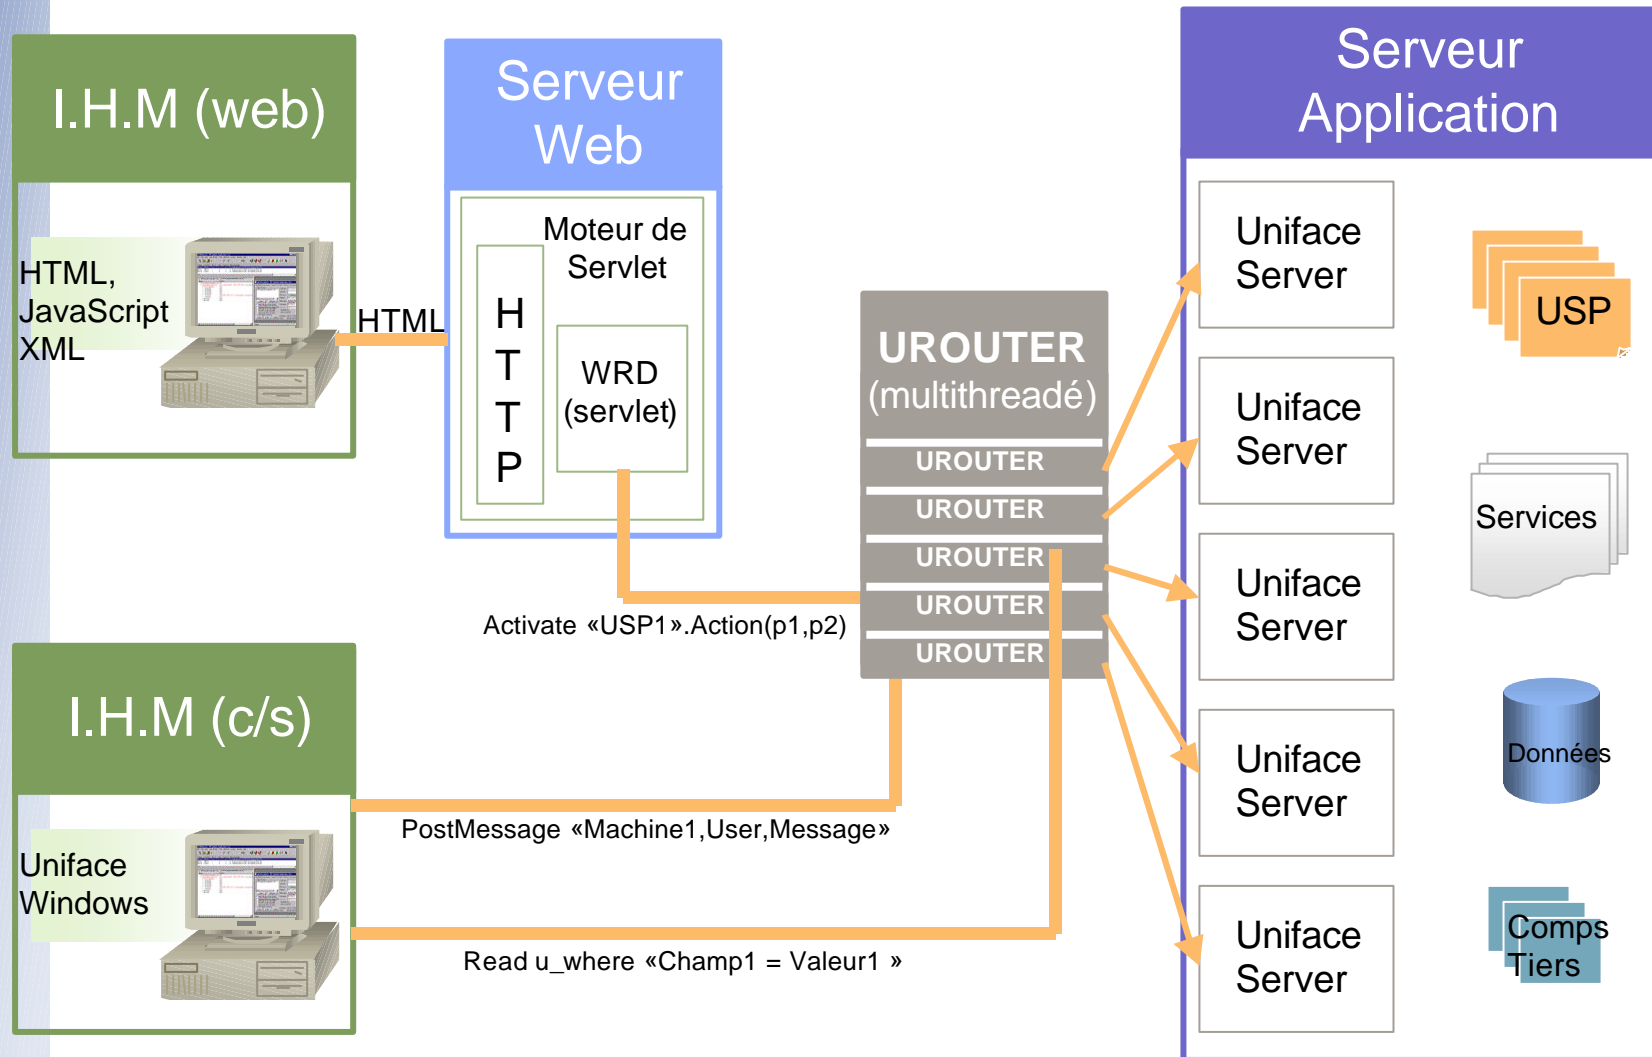 I.H.M (web)
HTML,
JavaScript
XML
HTML
Serveur
Web
Moteur de
Servlet
H
T
T
P
WRD
(servlet)
Activate «USP1».Action(p1,p2)
I.H.M (c/s)
Uniface
Windows
PostMessage «Machine1,User,Message»
Read u_where «Champ1 = Valeur1 »
UROUTER
(multithreadé)
UROUTER
UROUTER
UROUTER
UROUTER
UROUTER
Serveur
Application
Uniface
Server
Uniface
Server
Uniface
Server
Uniface
Server
Uniface
Server
USP
Services
Données
Comps
Tiers